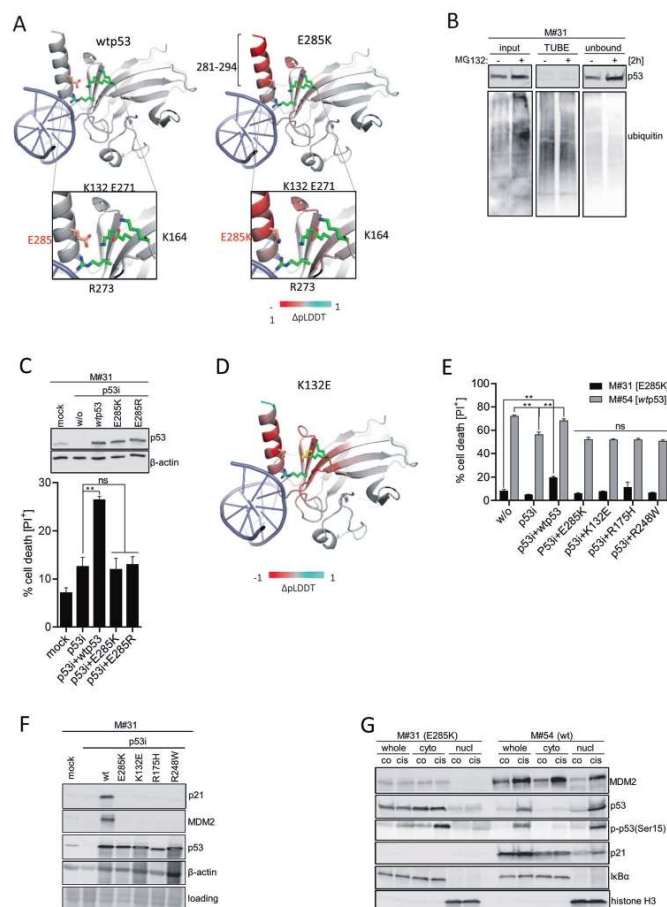 A
wtp53
E285K
281-294
K132 E271
E285
K164
R273
K132 E271
E285K
K164
R273
- 1
1
ΔpLDDT
B
M#31
input TUBE unbound
MG132: - + - + - + [2h]
p53
ubiquitin
C
M#31
p53i
mock
w/o
wtp53
E285K
E285R
p53
β-actin
ns
**
% cell death [PI⁺]
30
20
10
0
mock
p53i
p53i+wtp53
p53i+E285K
p53i+E285R
D
K132E
-1
1
ΔpLDDT
E
M#31 [E285K]
M#54 [wtp53]
% cell death [PI⁺]
100
80
60
40
20
0
**
** **
ns
w/o
p53i
p53i+wtp53
P53i+E285K
p53i+K132E
p53i+R175H
p53i+R248W
F
M#31
p53i
mock
wt
E285K
K132E
R175H
R248W
p21
MDM2
p53
β-actin
loading
G
M#31 (E285K) M#54 (wt)
whole cyto nucl whole cyto nucl
co cis co cis co cis co cis co cis co cis
MDM2
p53
p-p53(Ser15)
p21
IκBα
histone H3